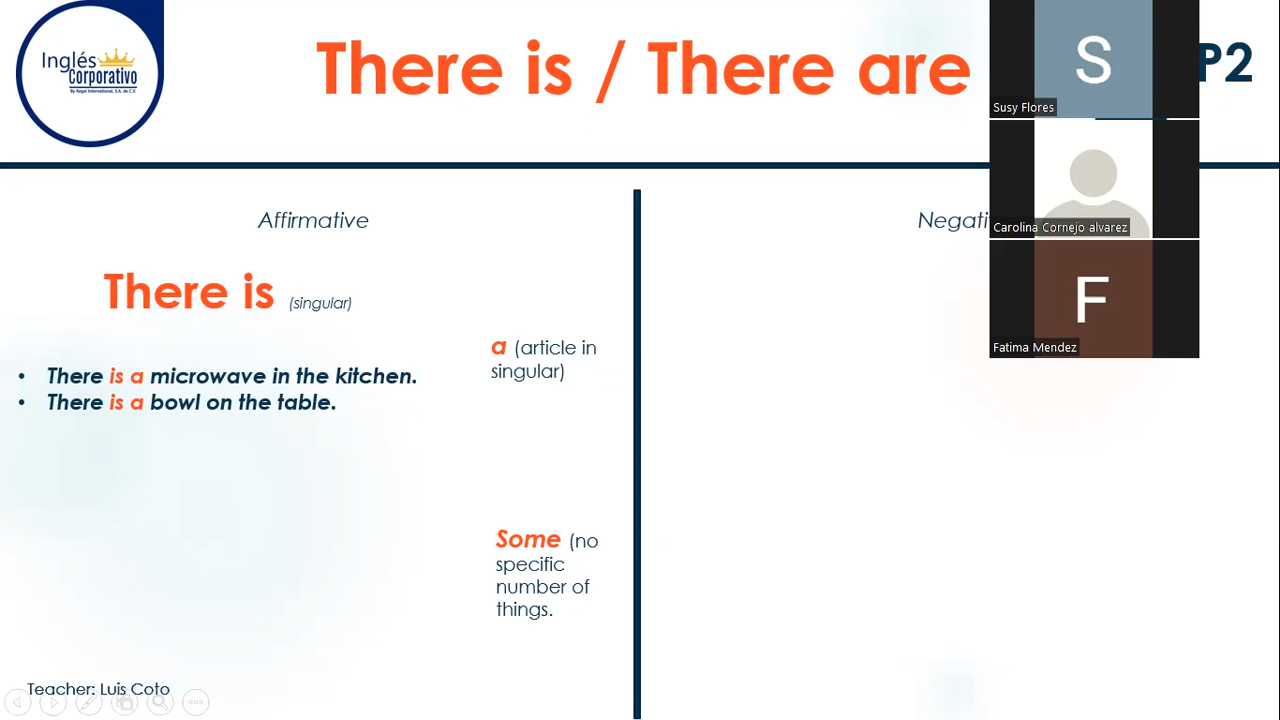 Inglés
Corporativo
By Regal International, S.A. de C.V.
There is / There are
P2
S
Susy Flores
Carolina Cornejo alvarez
F
Fatima Mendez
Affirmative
Negati
There is (singular)
• There is a microwave in the kitchen.
• There is a bowl on the table.
a (article in
singular)
Some (no
specific
number of
things.
Teacher: Luis Coto